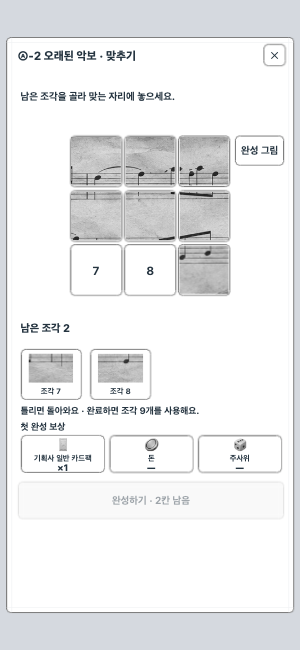 Ⓐ-2 오래된 악보 · 맞추기
×
남은 조각을 골라 맞는 자리에 놓으세요.
완성 그림
7
8
남은 조각 2
조각 7
조각 8
틀리면 돌아와요 · 완료하면 조각 9개를 사용해요.
첫 완성 보상
기획사 일반 카드팩
×1
돈
—
주사위
—
완성하기 · 2칸 남음